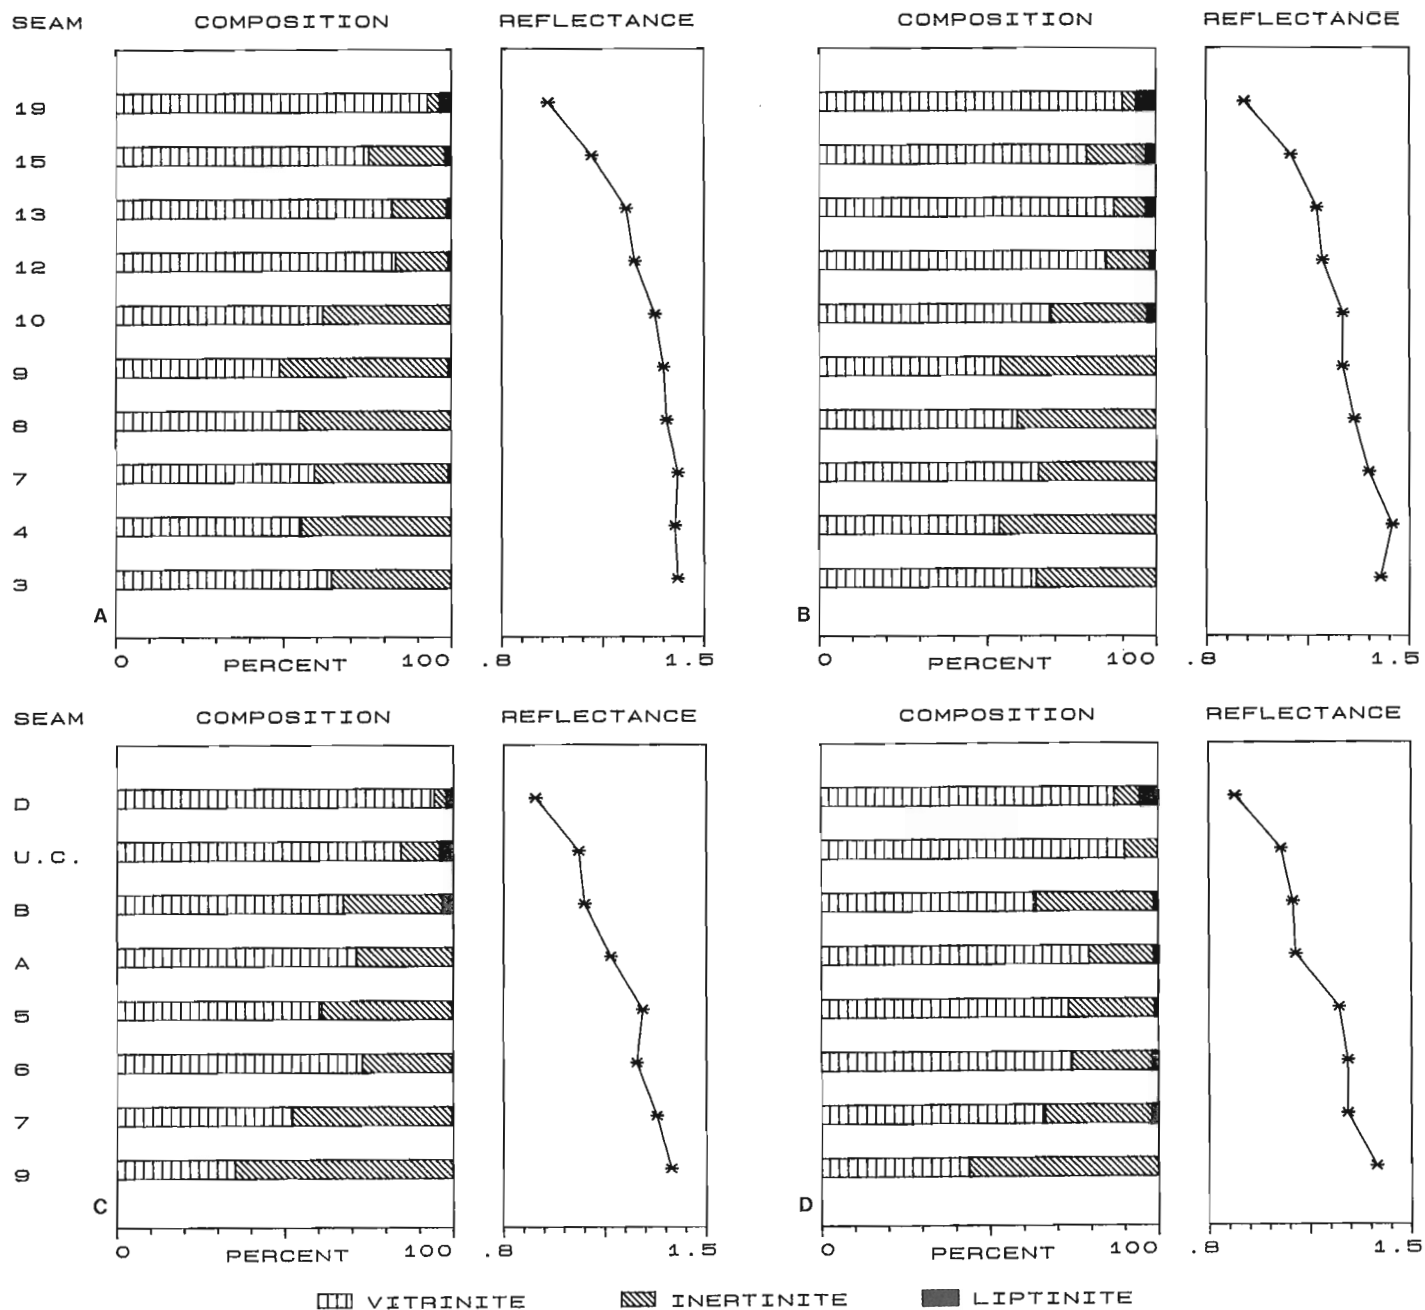 SEAM COMPOSITION REFLECTANCE COMPOSITION REFLECTANCE
19
15
13
12
10
9
8
7
4
3
A B
0 PERCENT 100 .8 1.5 0 PERCENT 100 .8 1.5
SEAM COMPOSITION REFLECTANCE COMPOSITION REFLECTANCE
D
U.C.
B
A
5
6
7
9
C D
0 PERCENT 100 .8 1.5 0 PERCENT 100 .8 1.5
VITRINITE INERTINITE LIPTINITE